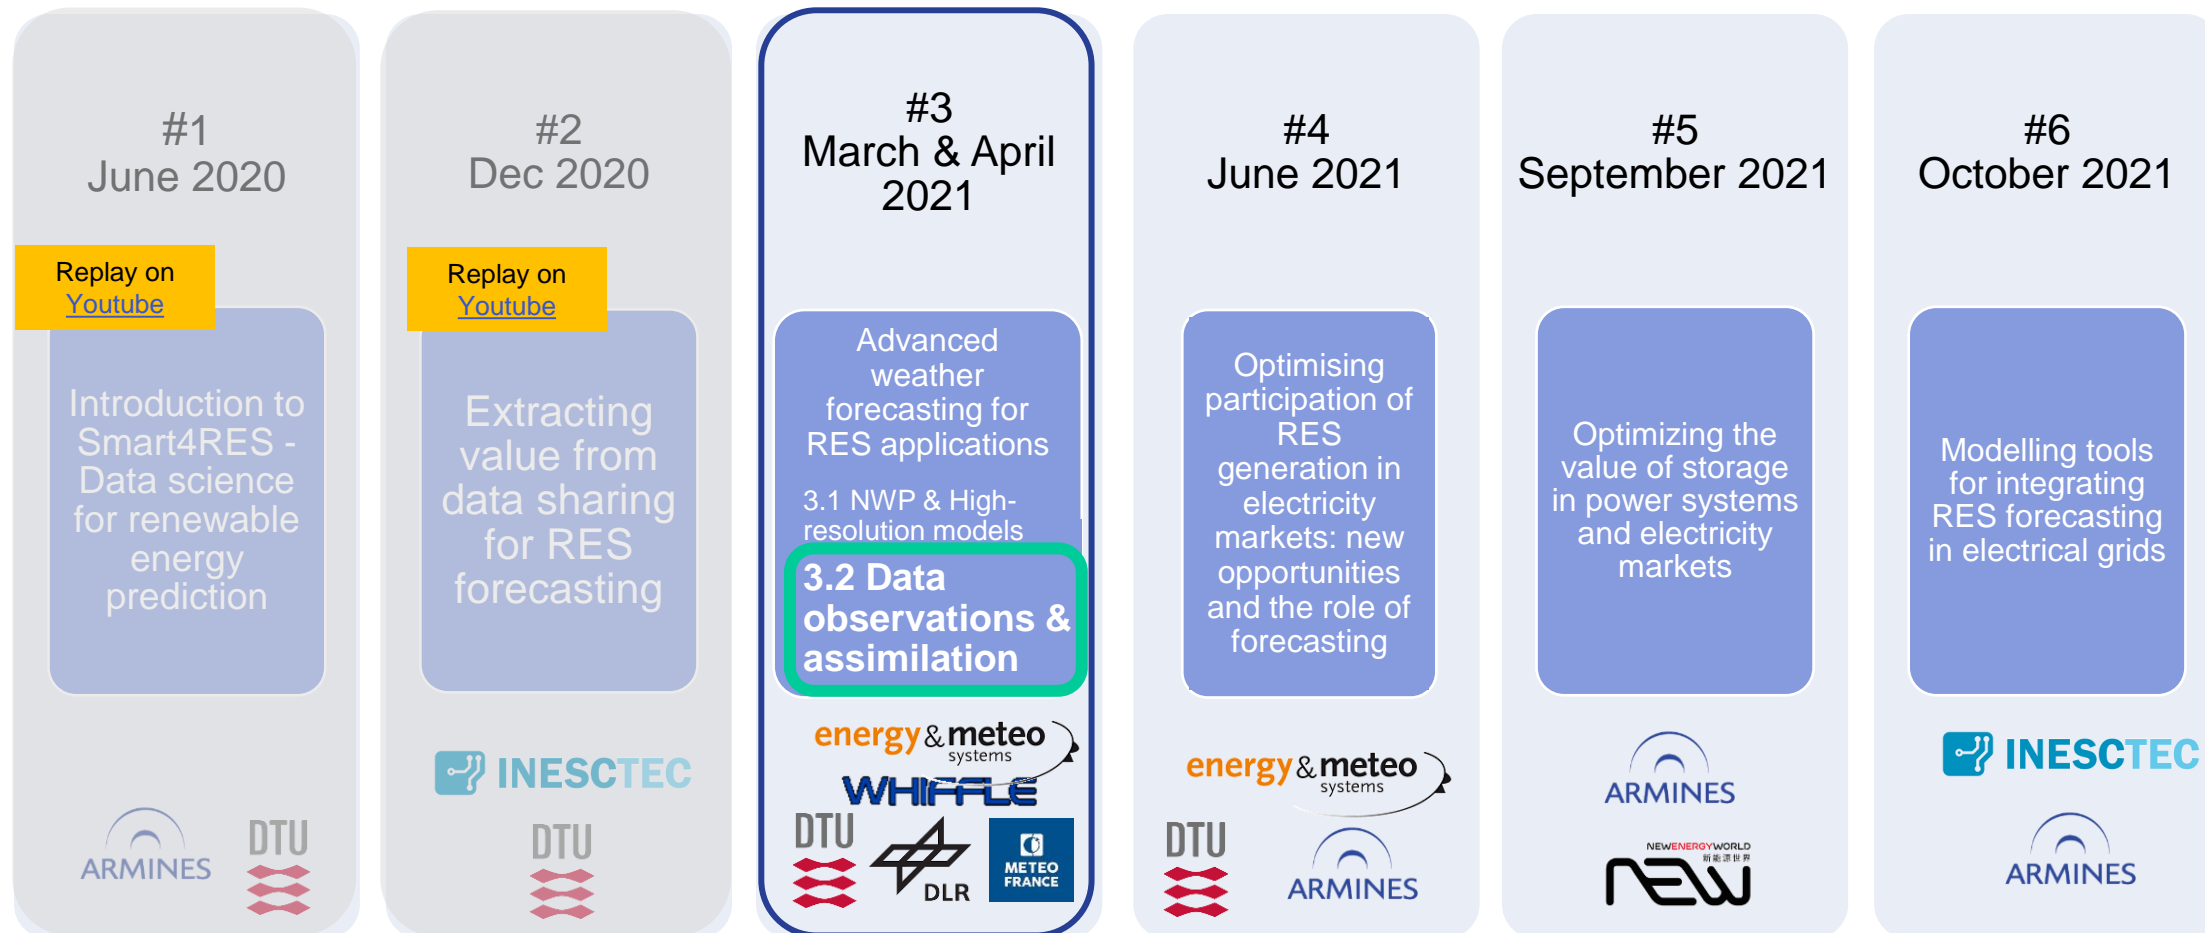 #1
June 2020
Replay on
Youtube
Introduction to
Smart4RES -
Data science
for renewable
energy
prediction
ARMINES
DTU
#2
Dec 2020
Replay on
Youtube
Extracting
value from
data sharing
for RES
forecasting
INESCTEC
DTU
#3
March & April
2021
Advanced
weather
forecasting for
RES applications
3.1 NWP & High-
resolution models
3.2 Data
observations &
assimilation
energy & meteo
systems
WHIFFLE
DTU
DLR
METEO
FRANCE
#4
June 2021
Optimising
participation of
RES
generation in
electricity
markets: new
opportunities
and the role of
forecasting
energy & meteo
systems
DTU
ARMINES
#5
September 2021
Optimizing the
value of storage
in power systems
and electricity
markets
ARMINES
NEWENERGYWORLD
新能源世界
NEW
#6
October 2021
Modelling tools
for integrating
RES forecasting
in electrical grids
INESCTEC
ARMINES